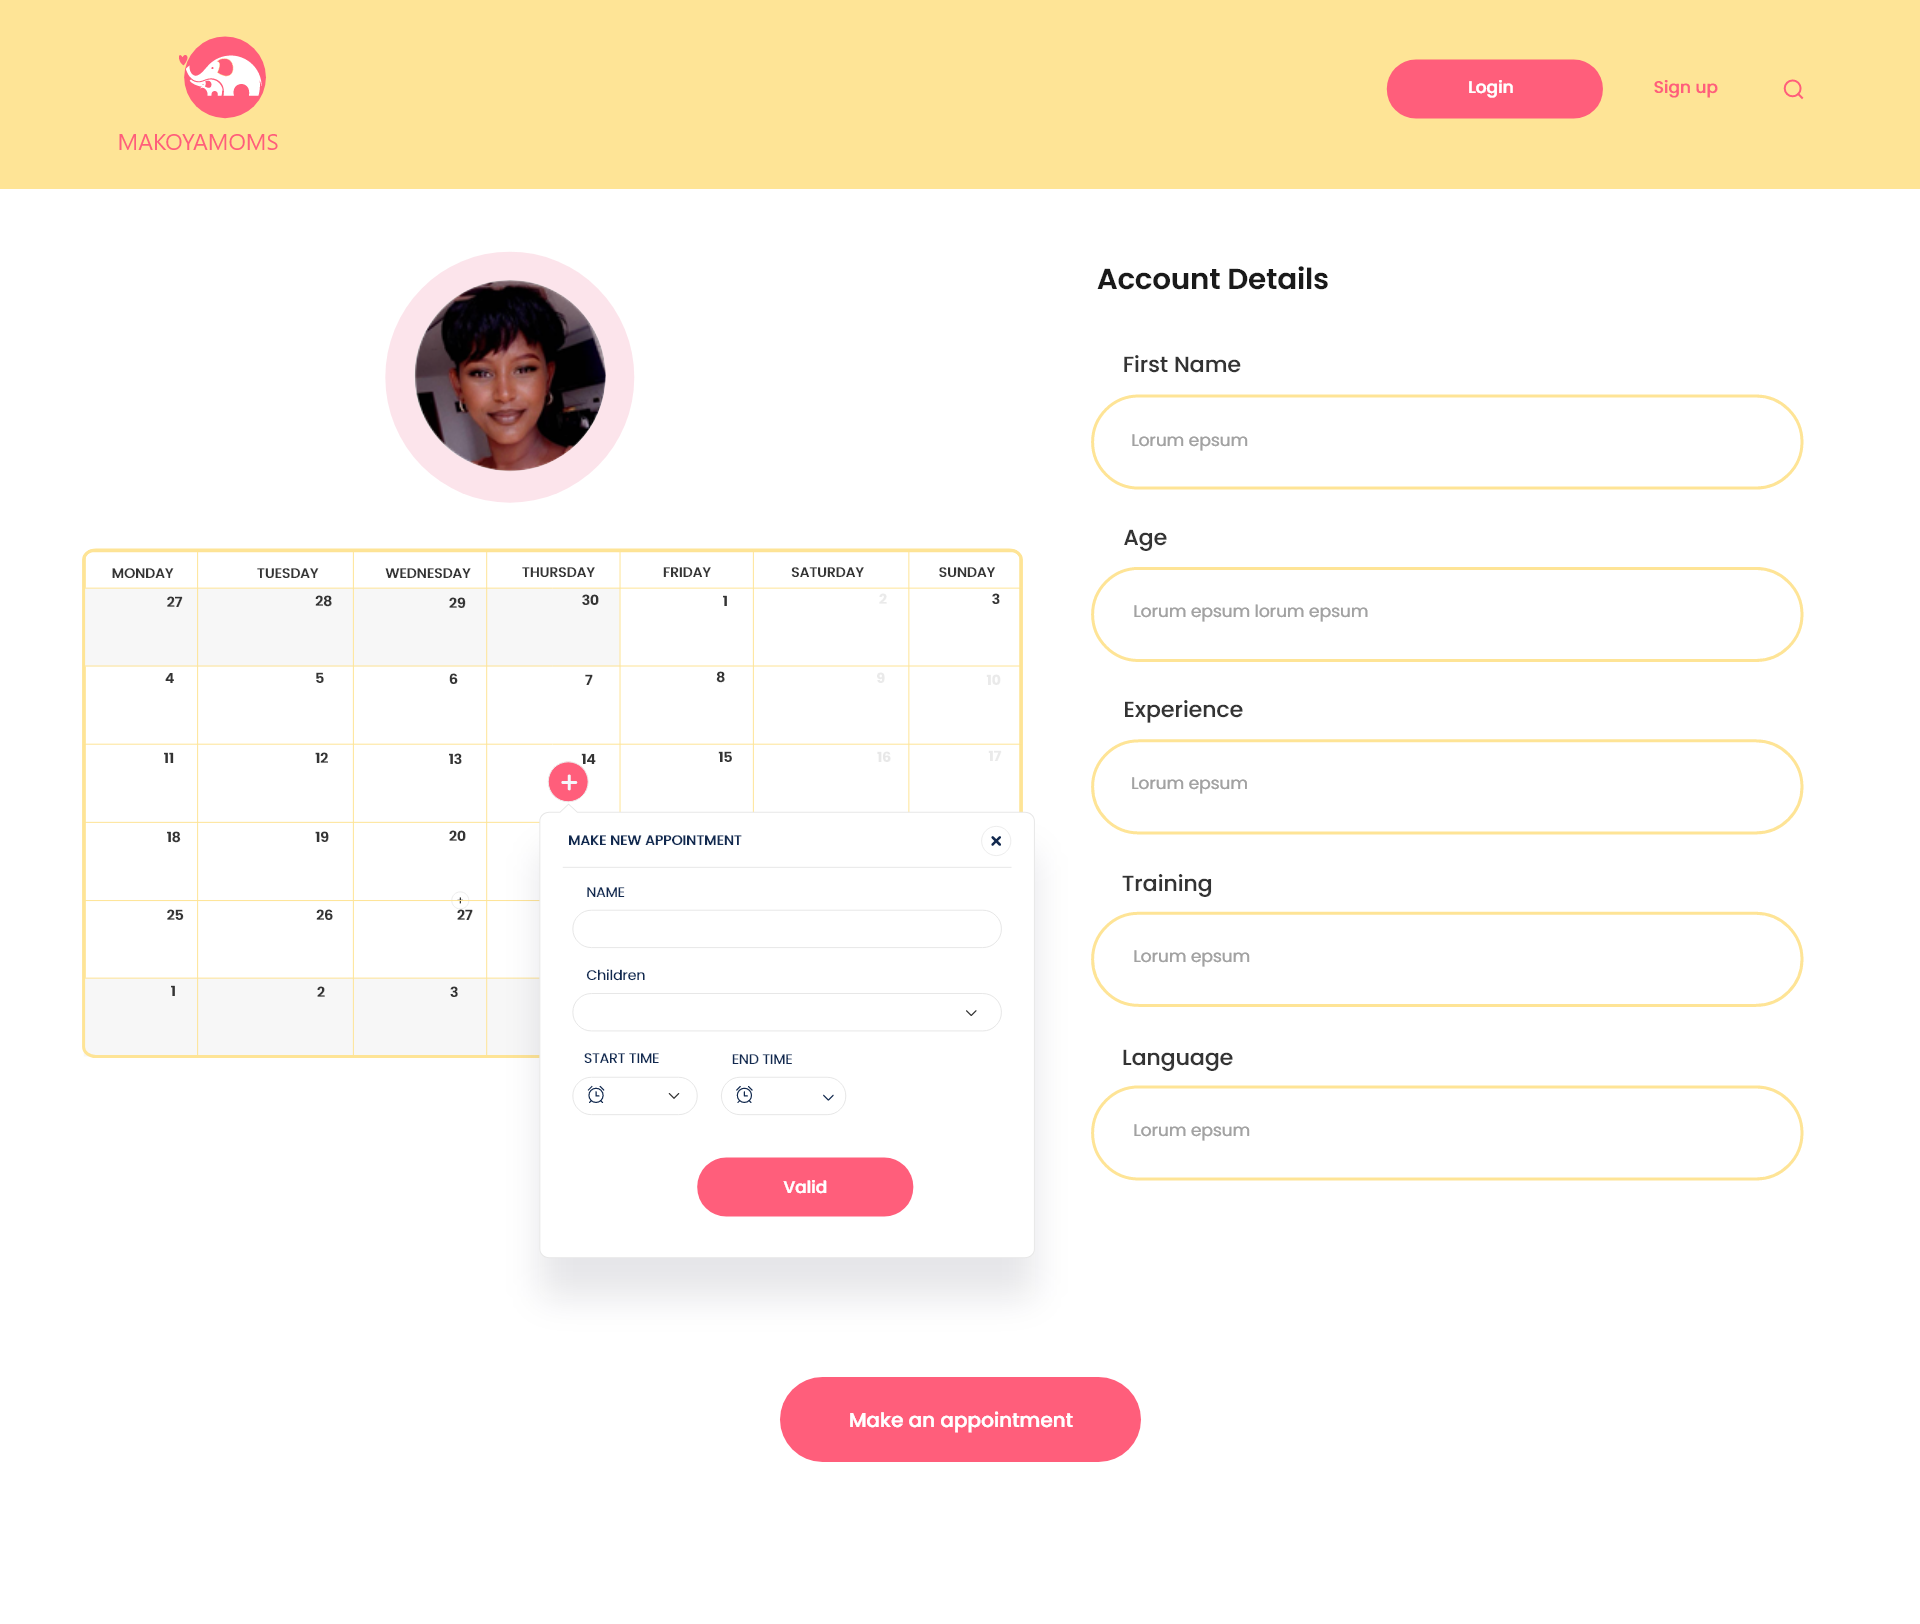 MAKOYAMOMS
Login
Sign up
Account Details
First Name
Lorum epsum
Age
Lorum epsum lorum epsum
Experience
Lorum epsum
Training
Lorum epsum
Language
Lorum epsum
MONDAY TUESDAY WEDNESDAY THURSDAY FRIDAY SATURDAY SUNDAY
27 28 29 30 1 2 3
4 5 6 7 8 9 10
11 12 13 14 15 16 17
18 19 20
25 26 27
1 2 3
MAKE NEW APPOINTMENT
NAME
Children
START TIME END TIME
Valid
Make an appointment